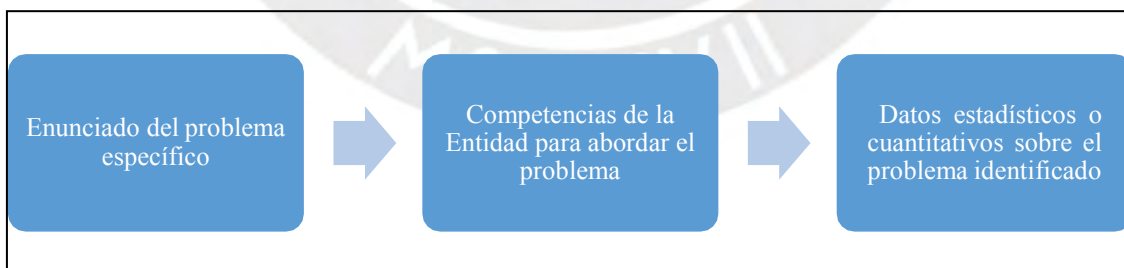 Enunciado del problema
específico
Competencias de la
Entidad para abordar el
problema
Datos estadísticos o
cuantitativos sobre el
problema identificado